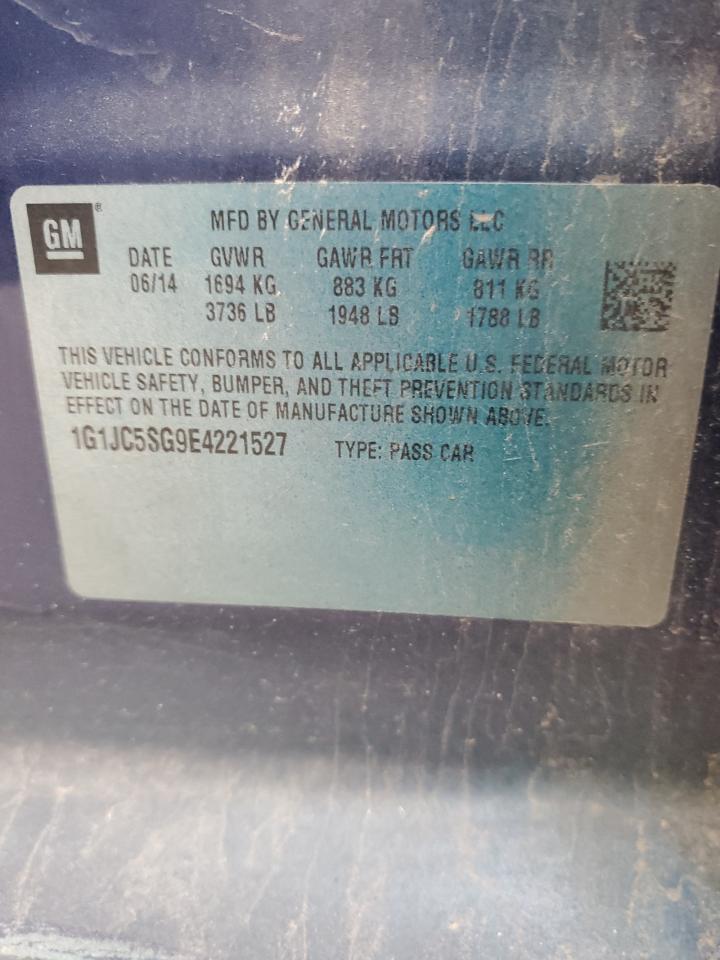 GM®
MFD BY GENERAL MOTORS LLC
DATE GVWR GAWR FRT GAWR RR
06/14 1694 KG 883 KG 811 KG
3736 LB 1948 LB 1788 LB
THIS VEHICLE CONFORMS TO ALL APPLICABLE U.S. FEDERAL MOTOR
VEHICLE SAFETY, BUMPER, AND THEFT PREVENTION STANDARDS IN
EFFECT ON THE DATE OF MANUFACTURE SHOWN ABOVE.
1G1JC5SG9E4221527 TYPE: PASS CAR